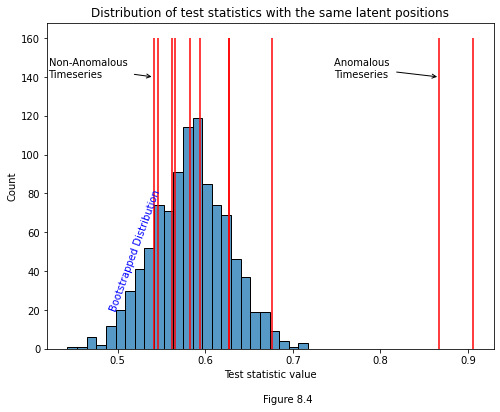 Distribution of test statistics with the same latent positions
160
140
120
100
80
60
40
20
0
Count
Non-Anomalous
Timeseries
Anomalous
Timeseries
Bootstrapped Distribution
0.5 0.6 0.7 0.8 0.9
Test statistic value
Figure 8.4